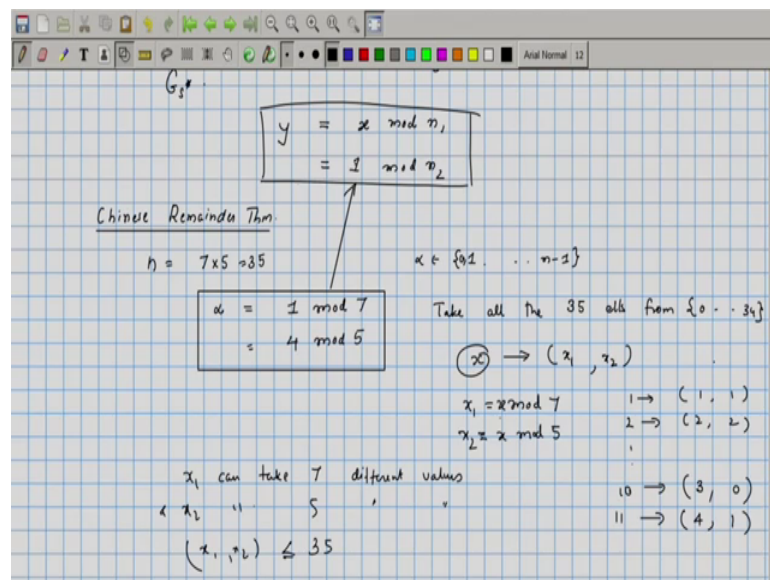 T
Arial Normal 12
G_s*
y = x mod n₁
= 1 mod n₂
Chinese Remainder Thm.
n = 7×5 =35
α ∈ {0,1 . . . n-1}
α = 1 mod 7
= 4 mod 5
Take all the 35 elts from {0 . . 34}
x → (x₁, x₂)
x₁ = x mod 7
x₂ = x mod 5
1 → (1, 1)
2 → (2, 2)
10 → (3, 0)
11 → (4, 1)
x₁ can take 7 different values
& x₂ " 5 " "
(x₁, x₂) ≤ 35